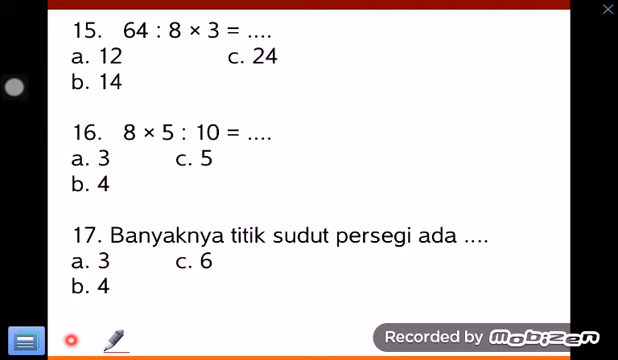 15. 64 : 8 × 3 = ....
a. 12 c. 24
b. 14
16. 8 × 5 : 10 = ....
a. 3 c. 5
b. 4
17. Banyaknya titik sudut persegi ada ....
a. 3 c. 6
b. 4
Recorded by Mobizen